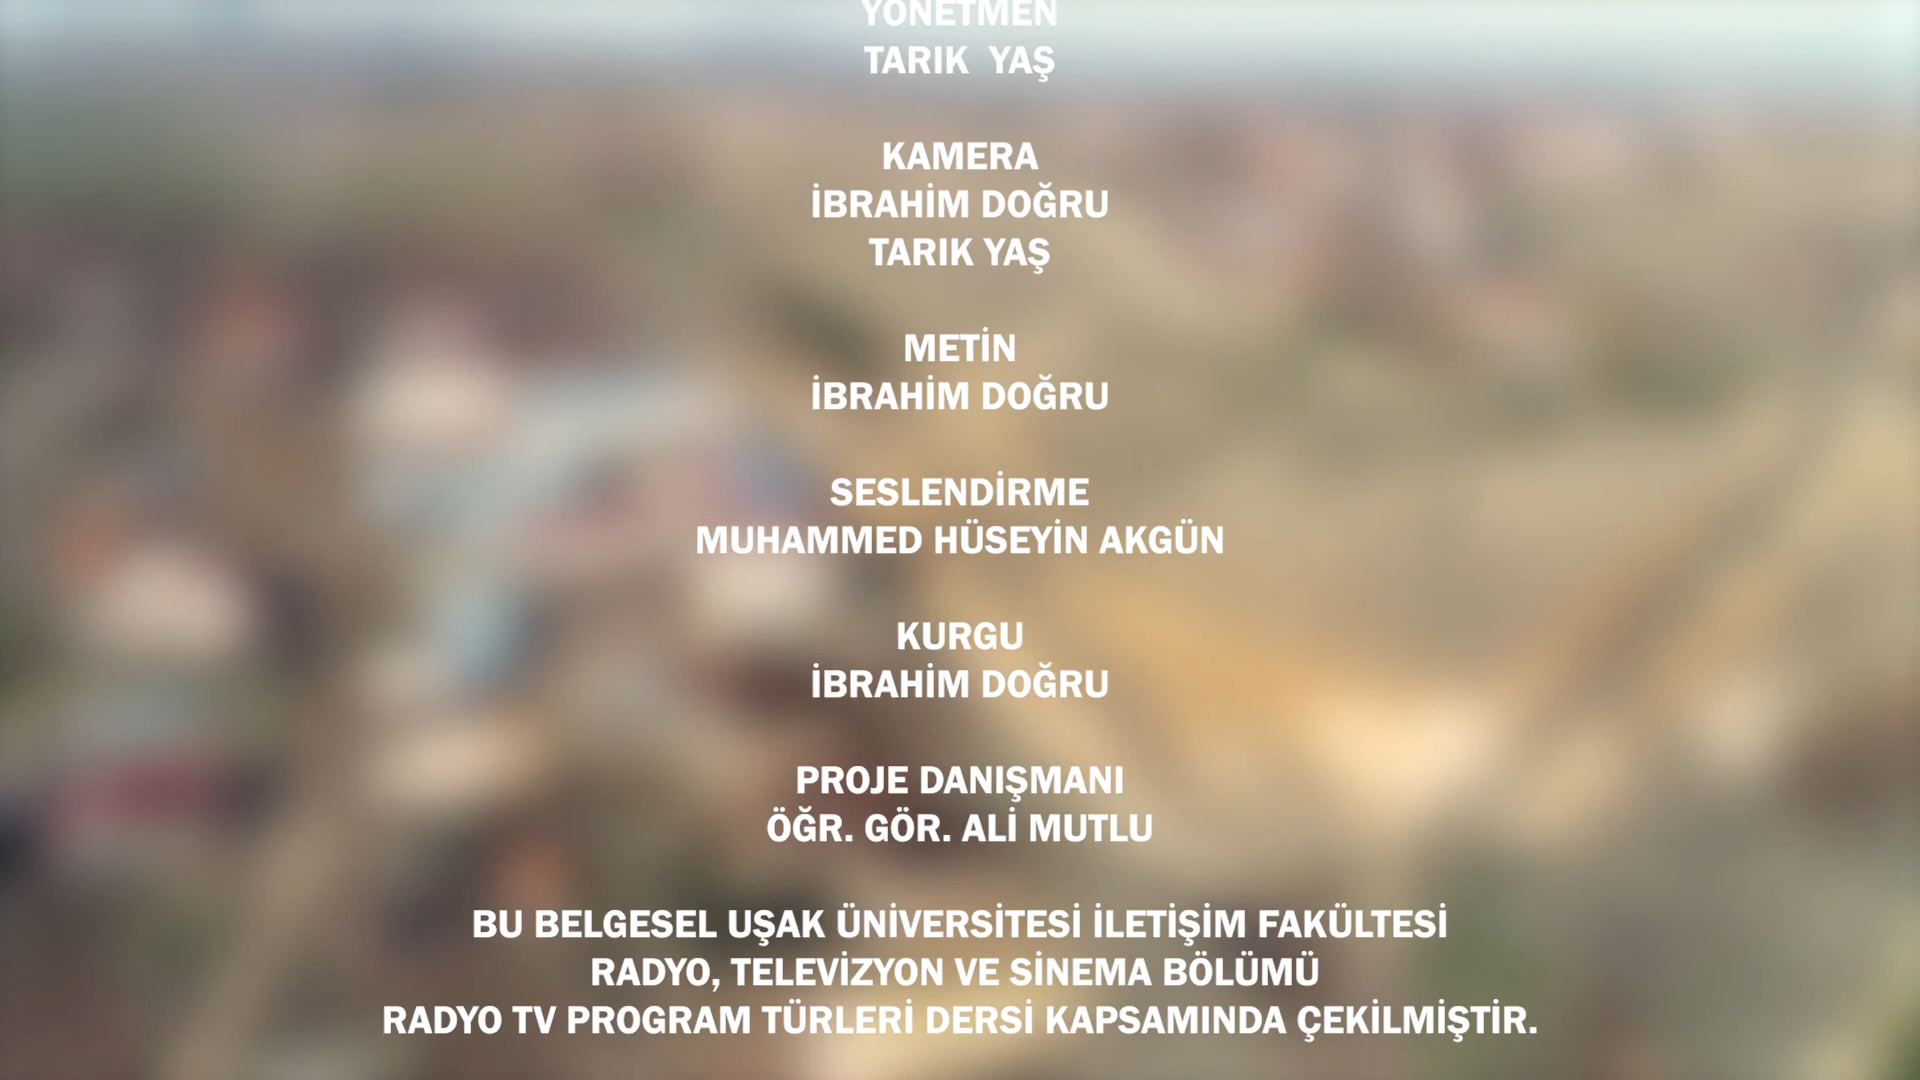 YÖNETMEN
TARIK YAŞ
KAMERA
İBRAHİM DOĞRU
TARIK YAŞ
METİN
İBRAHİM DOĞRU
SESLENDİRME
MUHAMMED HÜSEYİN AKGÜN
KURGU
İBRAHİM DOĞRU
PROJE DANIŞMANI
ÖĞR. GÖR. ALİ MUTLU
BU BELGESEL UŞAK ÜNİVERSİTESİ İLETİŞİM FAKÜLTESİ
RADYO, TELEVİZYON VE SİNEMA BÖLÜMÜ
RADYO TV PROGRAM TÜRLERİ DERSİ KAPSAMINDA ÇEKİLMİŞTİR.